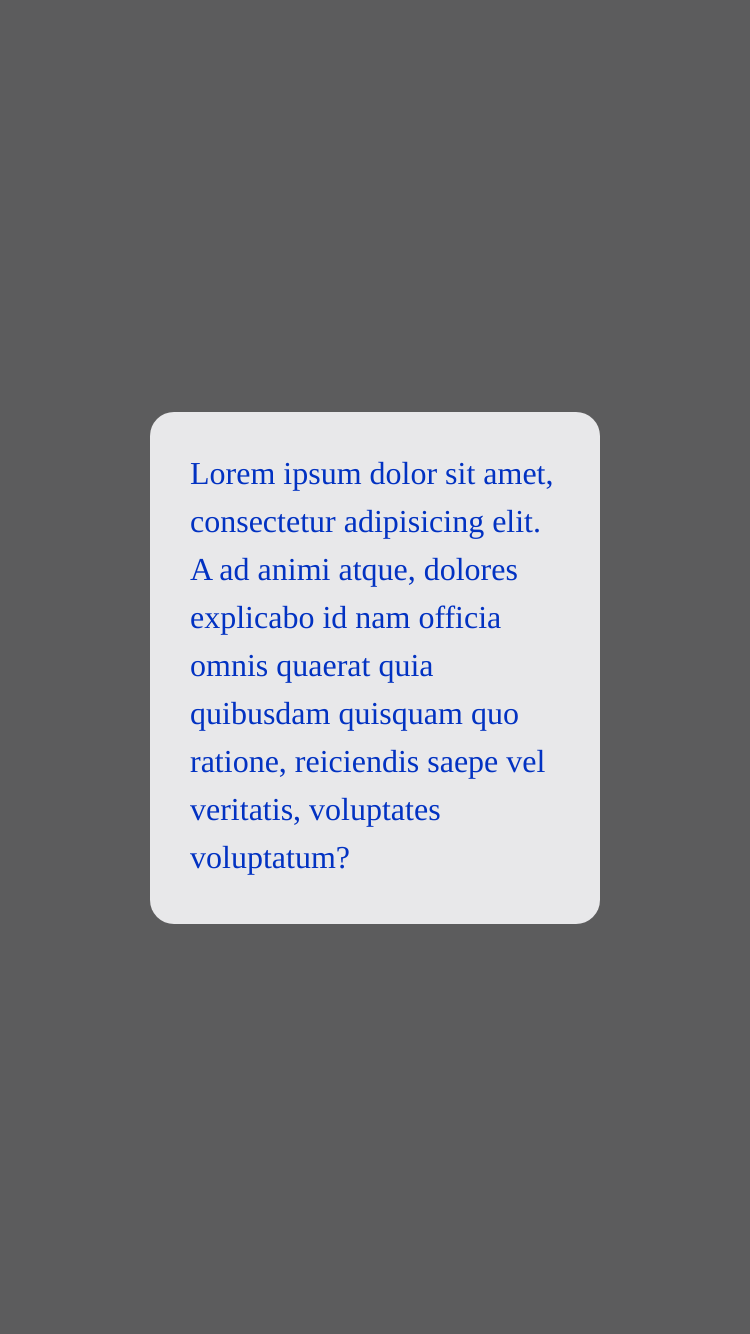 Lorem ipsum dolor sit amet,
consectetur adipisicing elit.
A ad animi atque, dolores
explicabo id nam officia
omnis quaerat quia
quibusdam quisquam quo
ratione, reiciendis saepe vel
veritatis, voluptates
voluptatum?